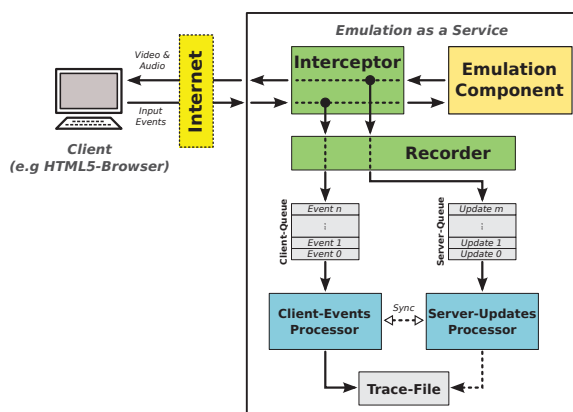 Emulation as a Service
Video &
Audio
Input
Events
Internet
Interceptor
Emulation
Component
Client
(e.g HTML5-Browser)
Recorder
Client-Queue
Event n
...
Event 1
Event 0
Server-Queue
Update m
...
Update 1
Update 0
Client-Events
Processor
Sync
Server-Updates
Processor
Trace-File